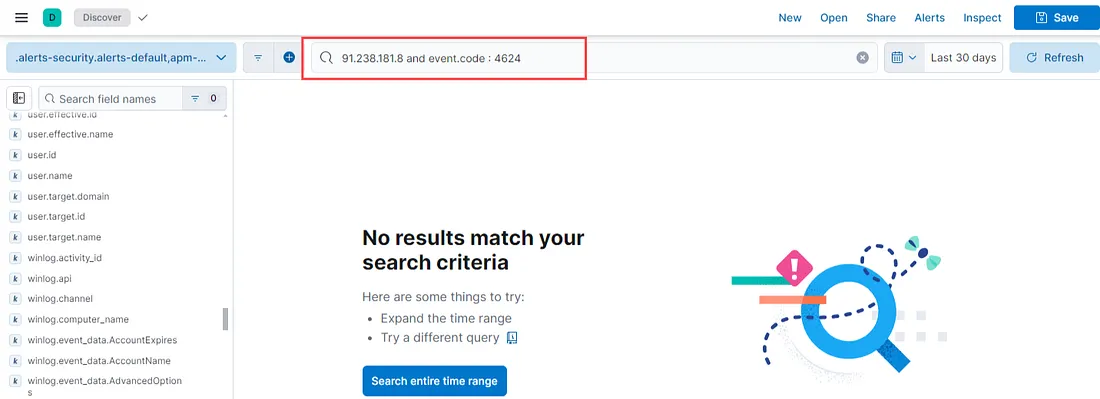 D
Discover
New
Open
Share
Alerts
Inspect
Save
.alerts-security.alerts-default,apm-...
91.238.181.8 and event.code : 4624
Last 30 days
Refresh
Search field names
0
k user.effective.id
k user.effective.name
k user.id
k user.name
k user.target.domain
k user.target.id
k user.target.name
k winlog.activity_id
k winlog.api
k winlog.channel
k winlog.computer_name
k winlog.event_data.AccountExpires
k winlog.event_data.AccountName
k winlog.event_data.AdvancedOption
s
No results match your
search criteria
Here are some things to try:
• Expand the time range
• Try a different query
Search entire time range